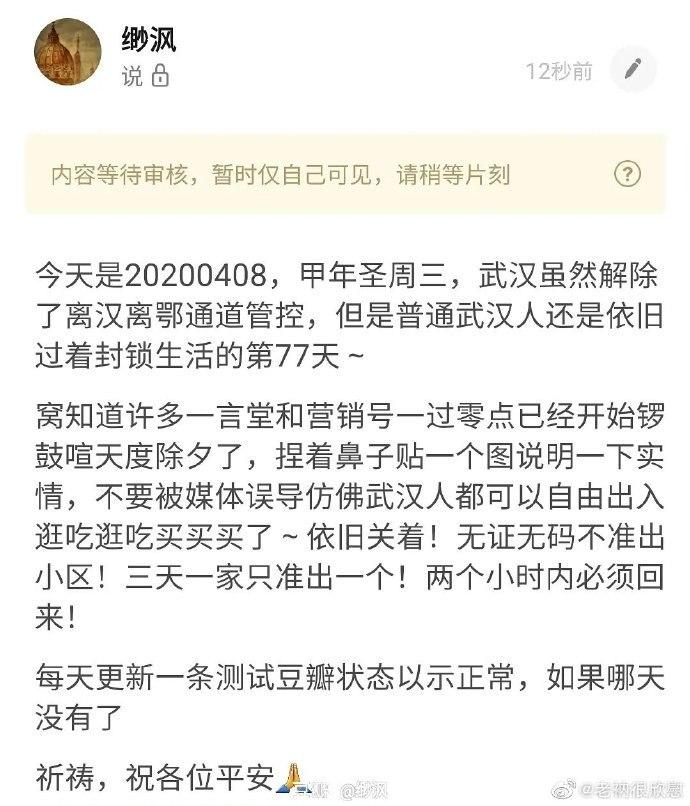 缈沨
说
12秒前
内容等待审核，暂时仅自己可见，请稍等片刻
?
今天是20200408，甲年圣周三，武汉虽然解除
了离汉离鄂通道管控，但是普通武汉人还是依旧
过着封锁生活的第77天 ~
窝知道许多一言堂和营销号一过零点已经开始锣
鼓喧天度除夕了，捏着鼻子贴一个图说明一下实
情，不要被媒体误导仿佛武汉人都可以自由出入
逛吃逛吃买买买了 ~ 依旧关着！无证无码不准出
小区！三天一家只准出一个！两个小时内必须回
来！
每天更新一条测试豆瓣状态以示正常，如果哪天
没有了
祈祷，祝各位平安🙏
@缈沨
@老衲很欣慰